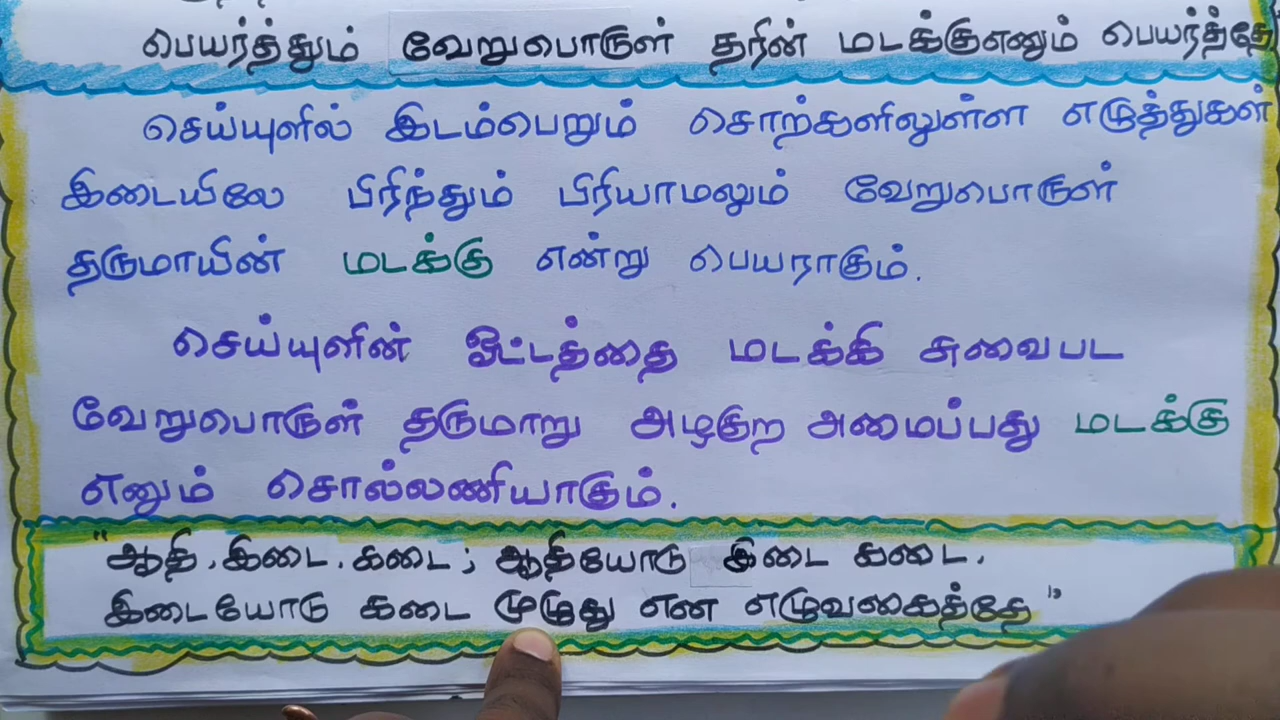 பெயர்த்தும் வேறுபொருள் தரின் மடக்குஎனும் பெயர்த்தே
செய்யுளில் இடம்பெறும் சொற்களிலுள்ள எழுத்துகள்
இடையிலே பிரிந்தும் பிரியாமலும் வேறுபொருள்
தருமாயின் மடக்கு என்று பெயராகும்.
செய்யுளின் ஓட்டத்தை மடக்கி சுவைபட
வேறுபொருள் தருமாறு அழகுற அமைப்பது மடக்கு
எனும் சொல்லணியாகும்.
"ஆதி, இடை, கடை; ஆதியோடு இடை கடை,
இடையோடு கடை முழுது என எழுவகைத்தே"